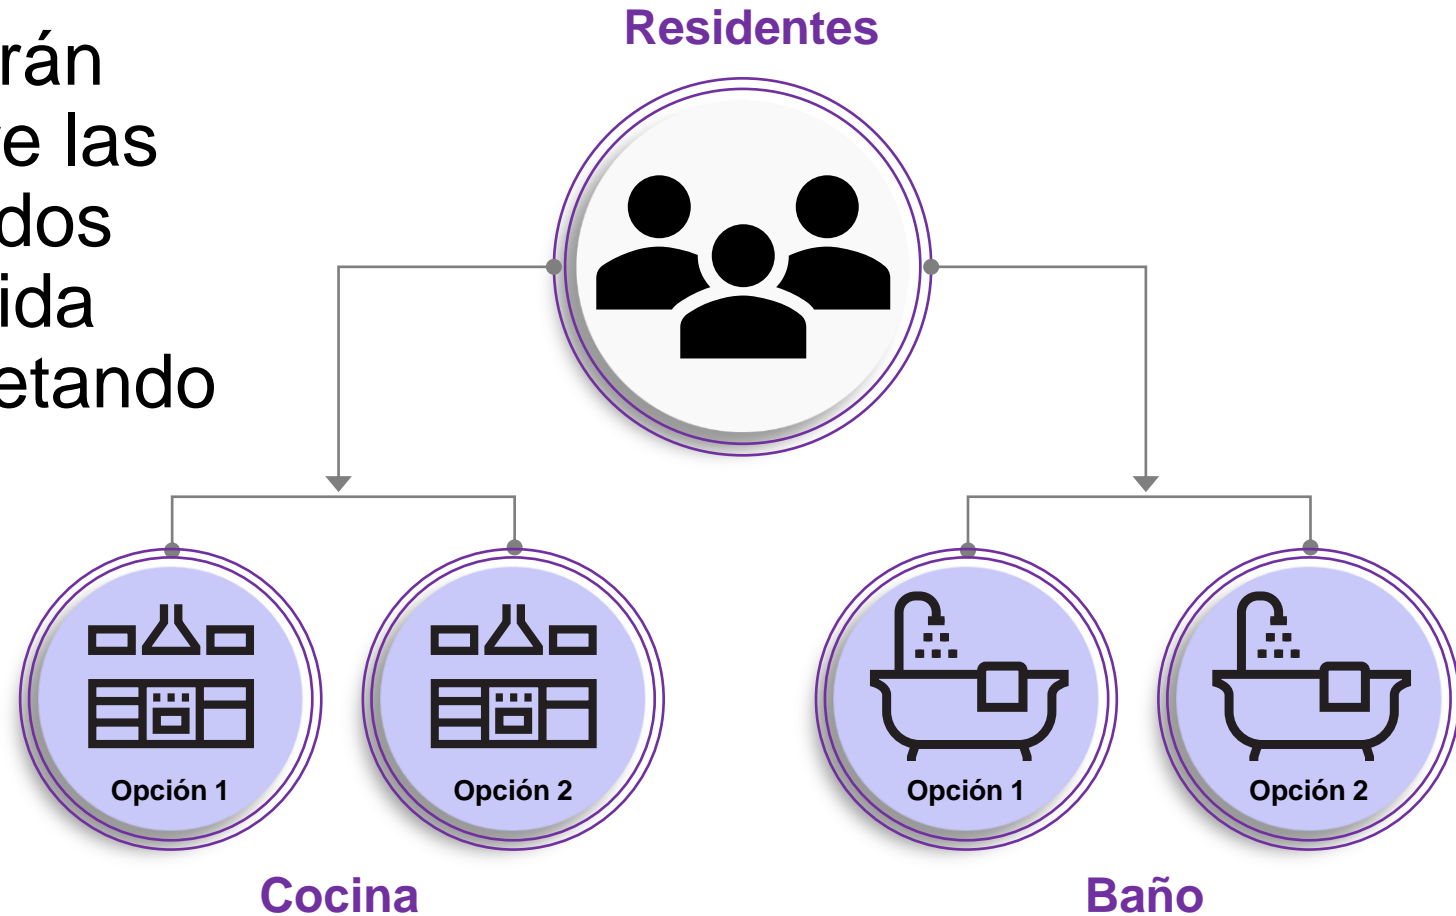 Residentes
rán
e las
dos
ida
etando
Opción 1
Opción 2
Opción 1
Opción 2
Cocina
Baño